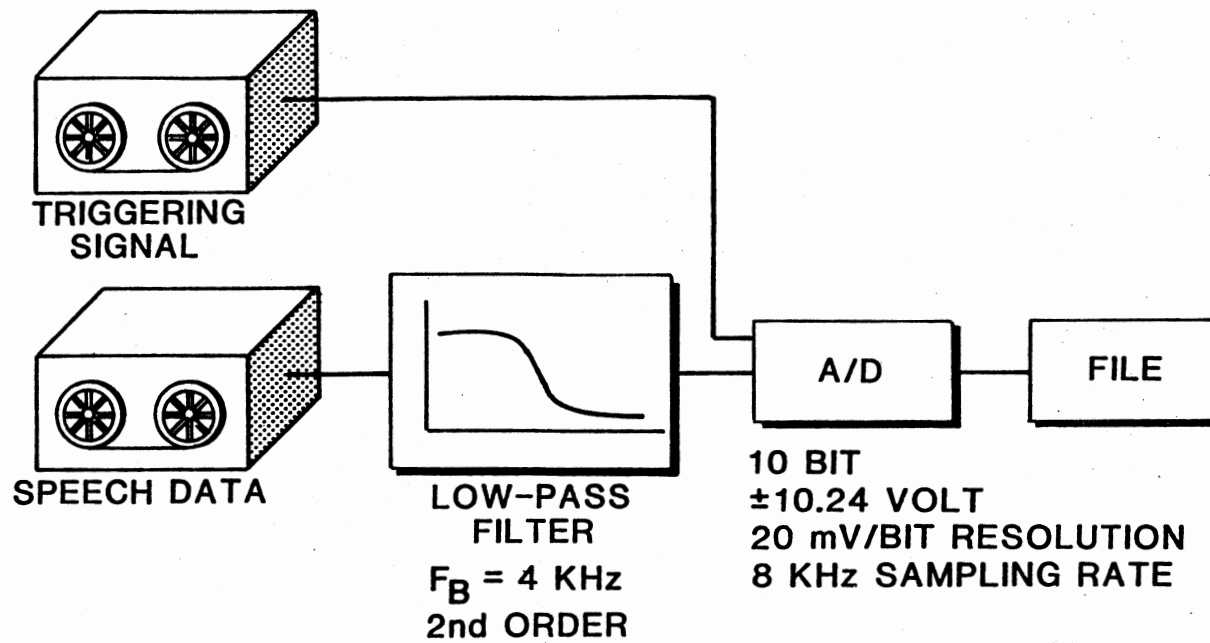 TRIGGERING
SIGNAL
SPEECH DATA
LOW-PASS
FILTER
F_B = 4 KHz
2nd ORDER
A/D
10 BIT
±10.24 VOLT
20 mV/BIT RESOLUTION
8 KHz SAMPLING RATE
FILE